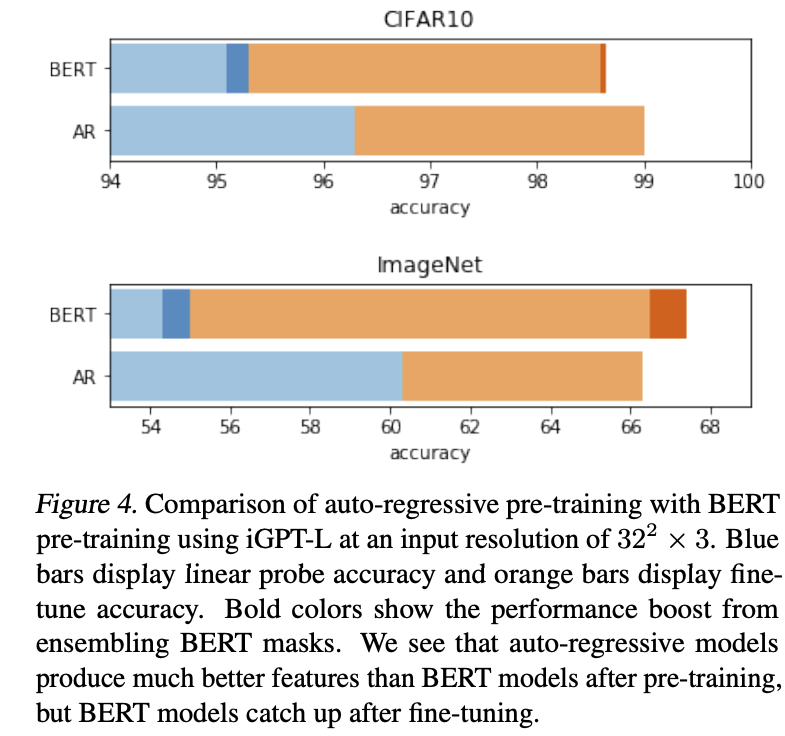 CIFAR10
BERT
AR
94 95 96 97 98 99 100
accuracy
ImageNet
BERT
AR
54 56 58 60 62 64 66 68
accuracy
Figure 4. Comparison of auto-regressive pre-training with BERT
pre-training using iGPT-L at an input resolution of 32² × 3. Blue
bars display linear probe accuracy and orange bars display fine-
tune accuracy. Bold colors show the performance boost from
ensembling BERT masks. We see that auto-regressive models
produce much better features than BERT models after pre-training,
but BERT models catch up after fine-tuning.